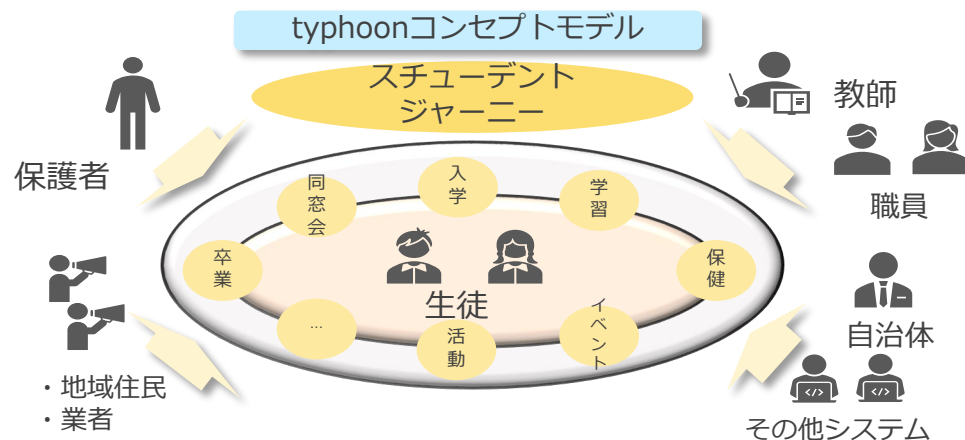 typhoonコンセプトモデル
スチューデント
ジャーニー
保護者
教師
職員
入学
同窓会
学習
卒業
保健
生徒
…
活動
イベント
自治体
・地域住民
・業者
その他システム